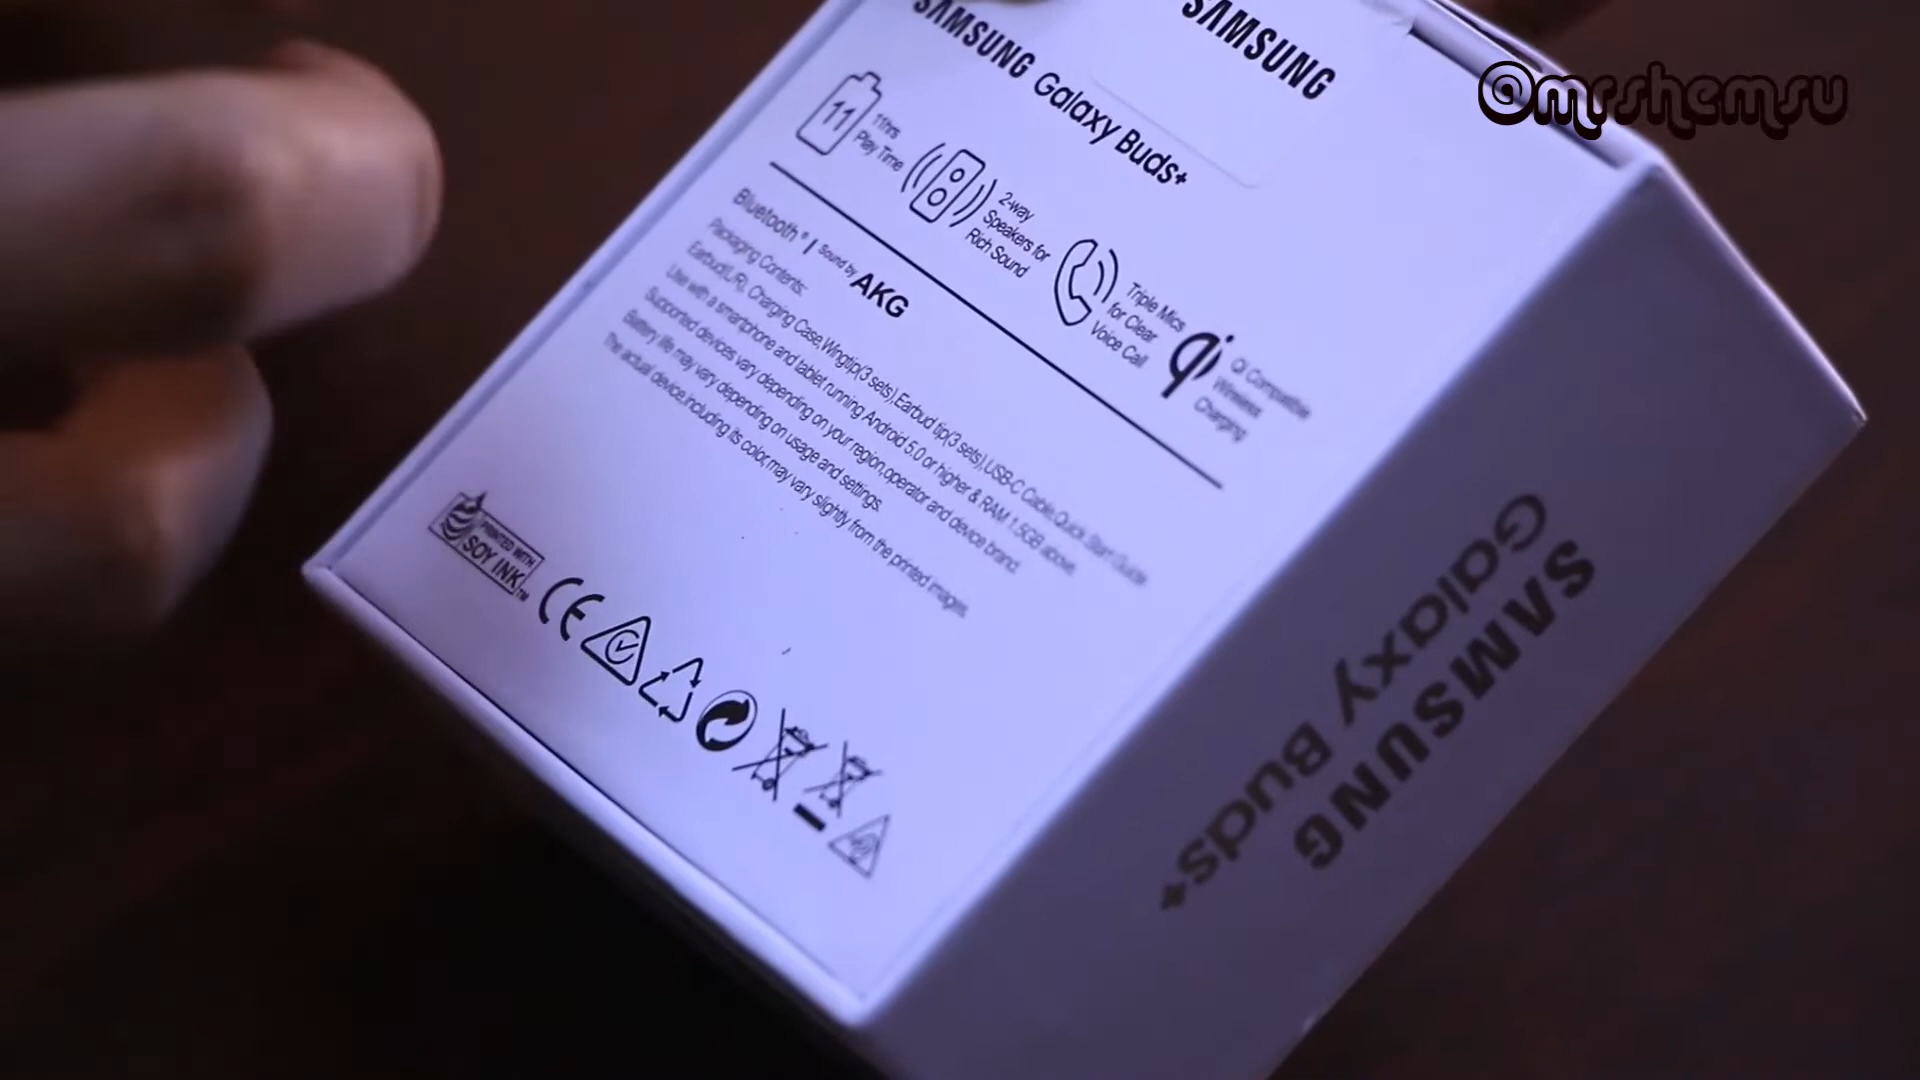 SAMSUNG
@mrshemsu
SAMSUNG Galaxy Buds+
11
11hrs
Play Time
2-way
Speakers for
Rich Sound
Triple Mics
for Clear
Voice Call
Qi Compatible
Wireless
Charging
Bluetooth® | Sound by AKG
Packaging Contents:
Earbud(L/R), Charging Case,Wingtip(3 sets),Earbud tip(3 sets),USB-C Cable,Quick Start Guide
Use with a smartphone and tablet running Android 5.0 or higher & RAM 1.5GB above.
Supported devices vary depending on your region,operator and device brand.
Battery life may vary depending on usage and settings.
The actual device,including its color,may vary slightly from the printed images.
PRINTED WITH
SOY INK™
CE
SAMSUNG
Galaxy Buds+